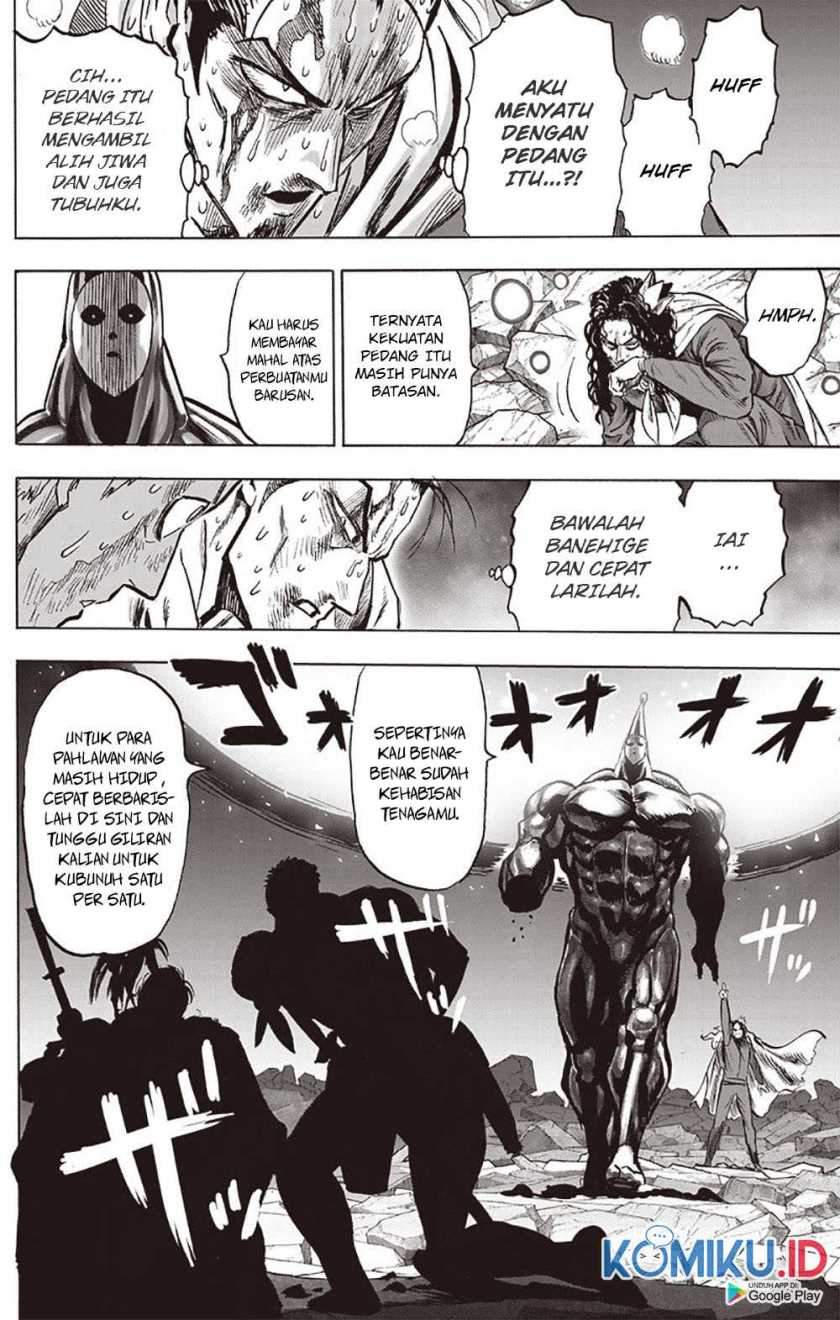 HUFF
HUFF
AKU
MENYATU
DENGAN
PEDANG
ITU...?!
CIH...
PEDANG ITU
BERHASIL
MENGAMBIL
ALIH JIWA
DAN JUGA
TUBUHKU.
HMPH.
TERNYATA
KEKUATAN
PEDANG ITU
MASIH PUNYA
BATASAN.
KAU HARUS
MEMBAYAR
MAHAL ATAS
PERBUATANMU
BARUSAN.
IAI
...
BAWALAH
BANEHIGE
DAN CEPAT
LARILAH.
ゴォォォォ
SEPERTINYA
KAU BENAR-
BENAR SUDAH
KEHABISAN
TENAGAMU.
UNTUK PARA
PAHLAWAN YANG
MASIH HIDUP,
CEPAT BERBARIS-
LAH DI SINI DAN
TUNGGU GILIRAN
KALIAN UNTUK
KUBUNUH SATU
PER SATU.
ザッ
ザッ
KOMIKU.ID
UNDUH APP DI
Google Play